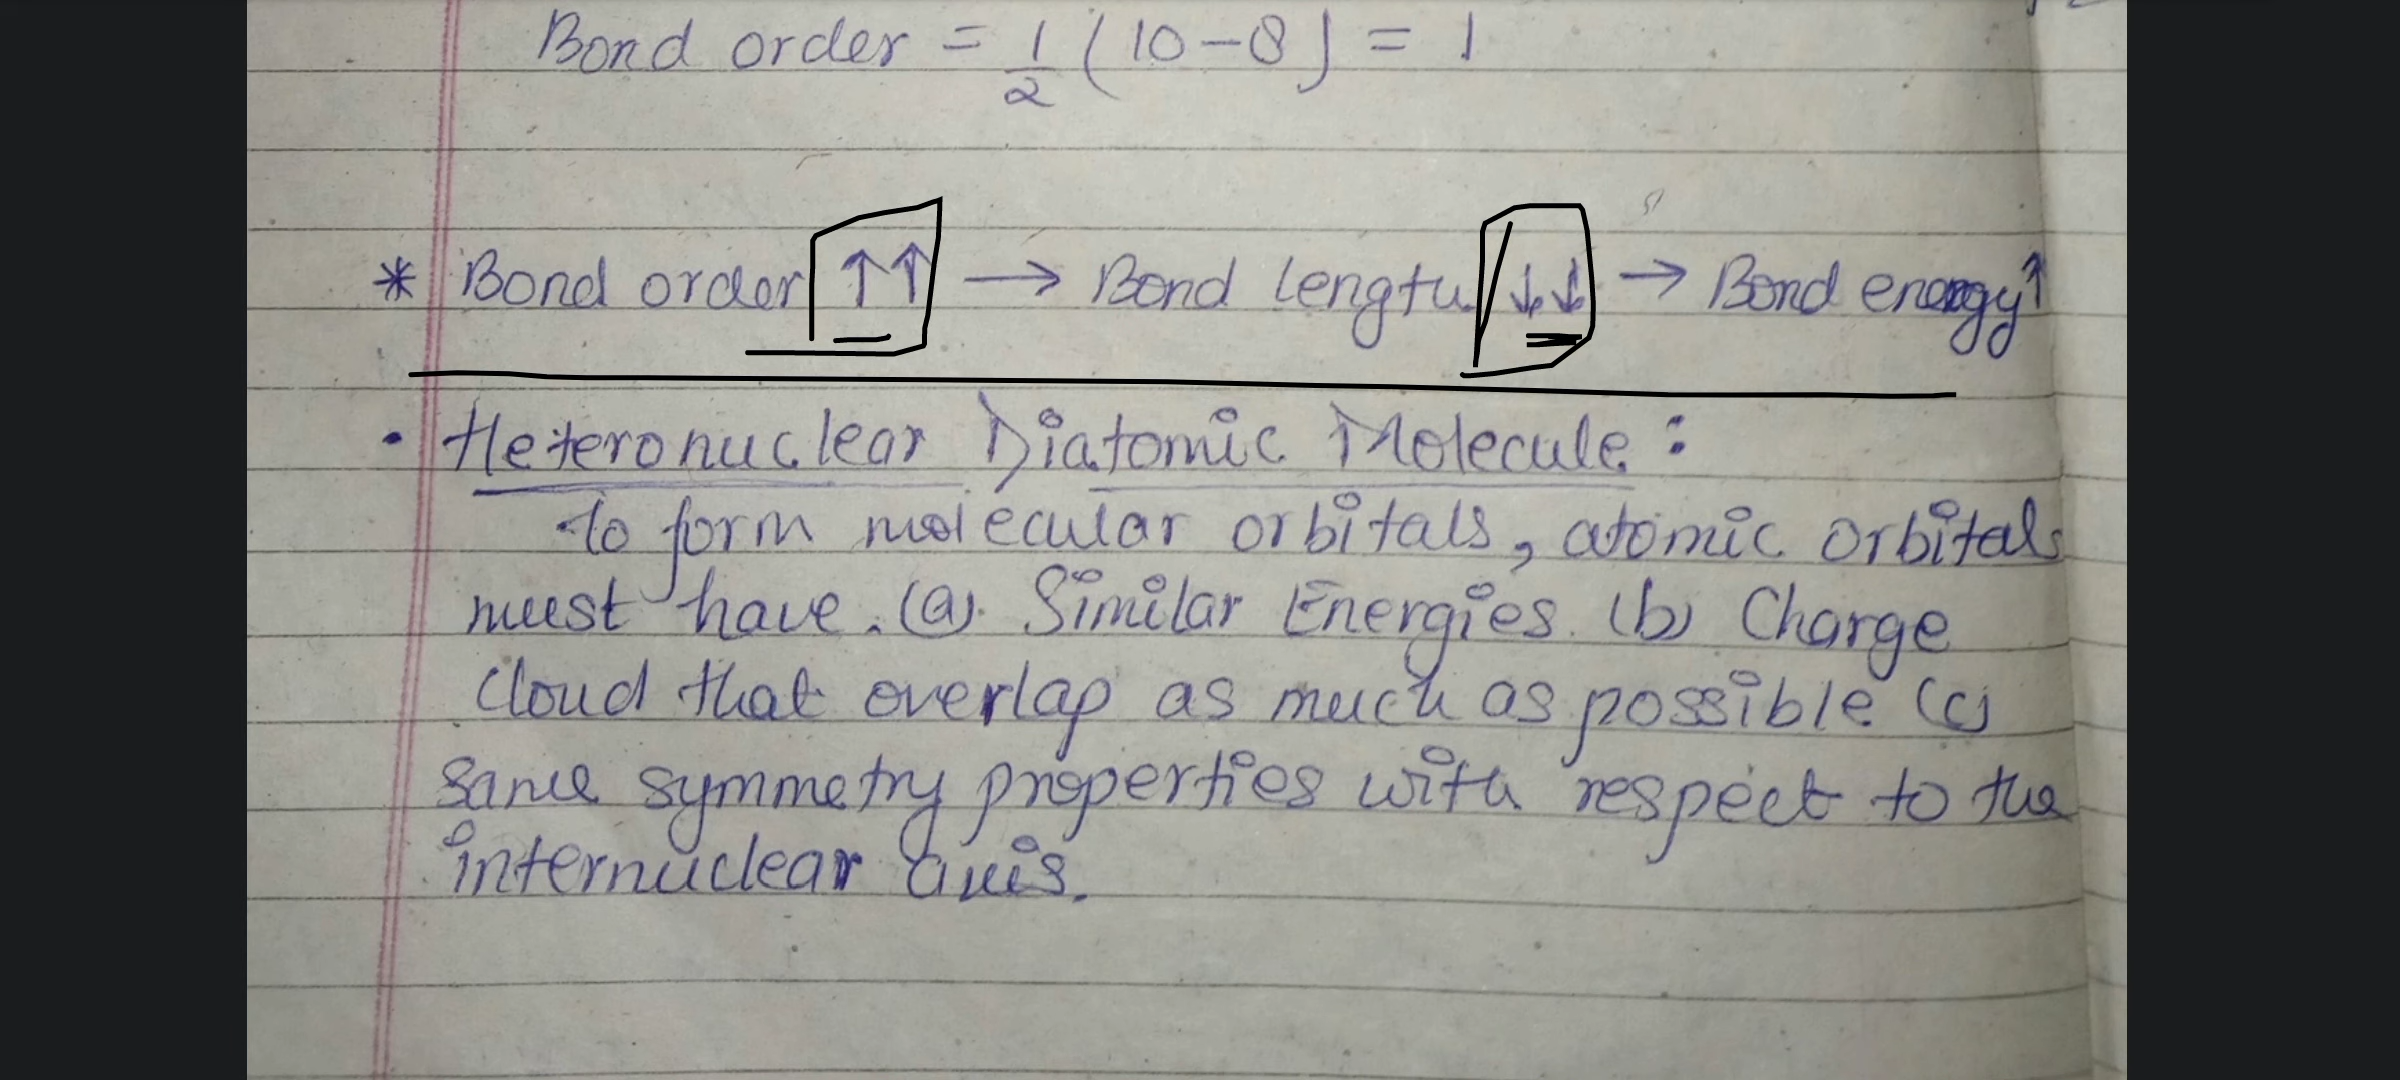 Bond order = 1/2 (10-8) = 1
* Bond order ↑↑ → Bond length ↓↓ → Bond energy↑
• Heteronuclear Diatomic Molecule :
To form molecular orbitals, atomic orbitals
must have. (a). Similar Energies. (b) Charge
cloud that overlap as much as possible (c)
same symmetry properties with respect to the
internuclear axis.